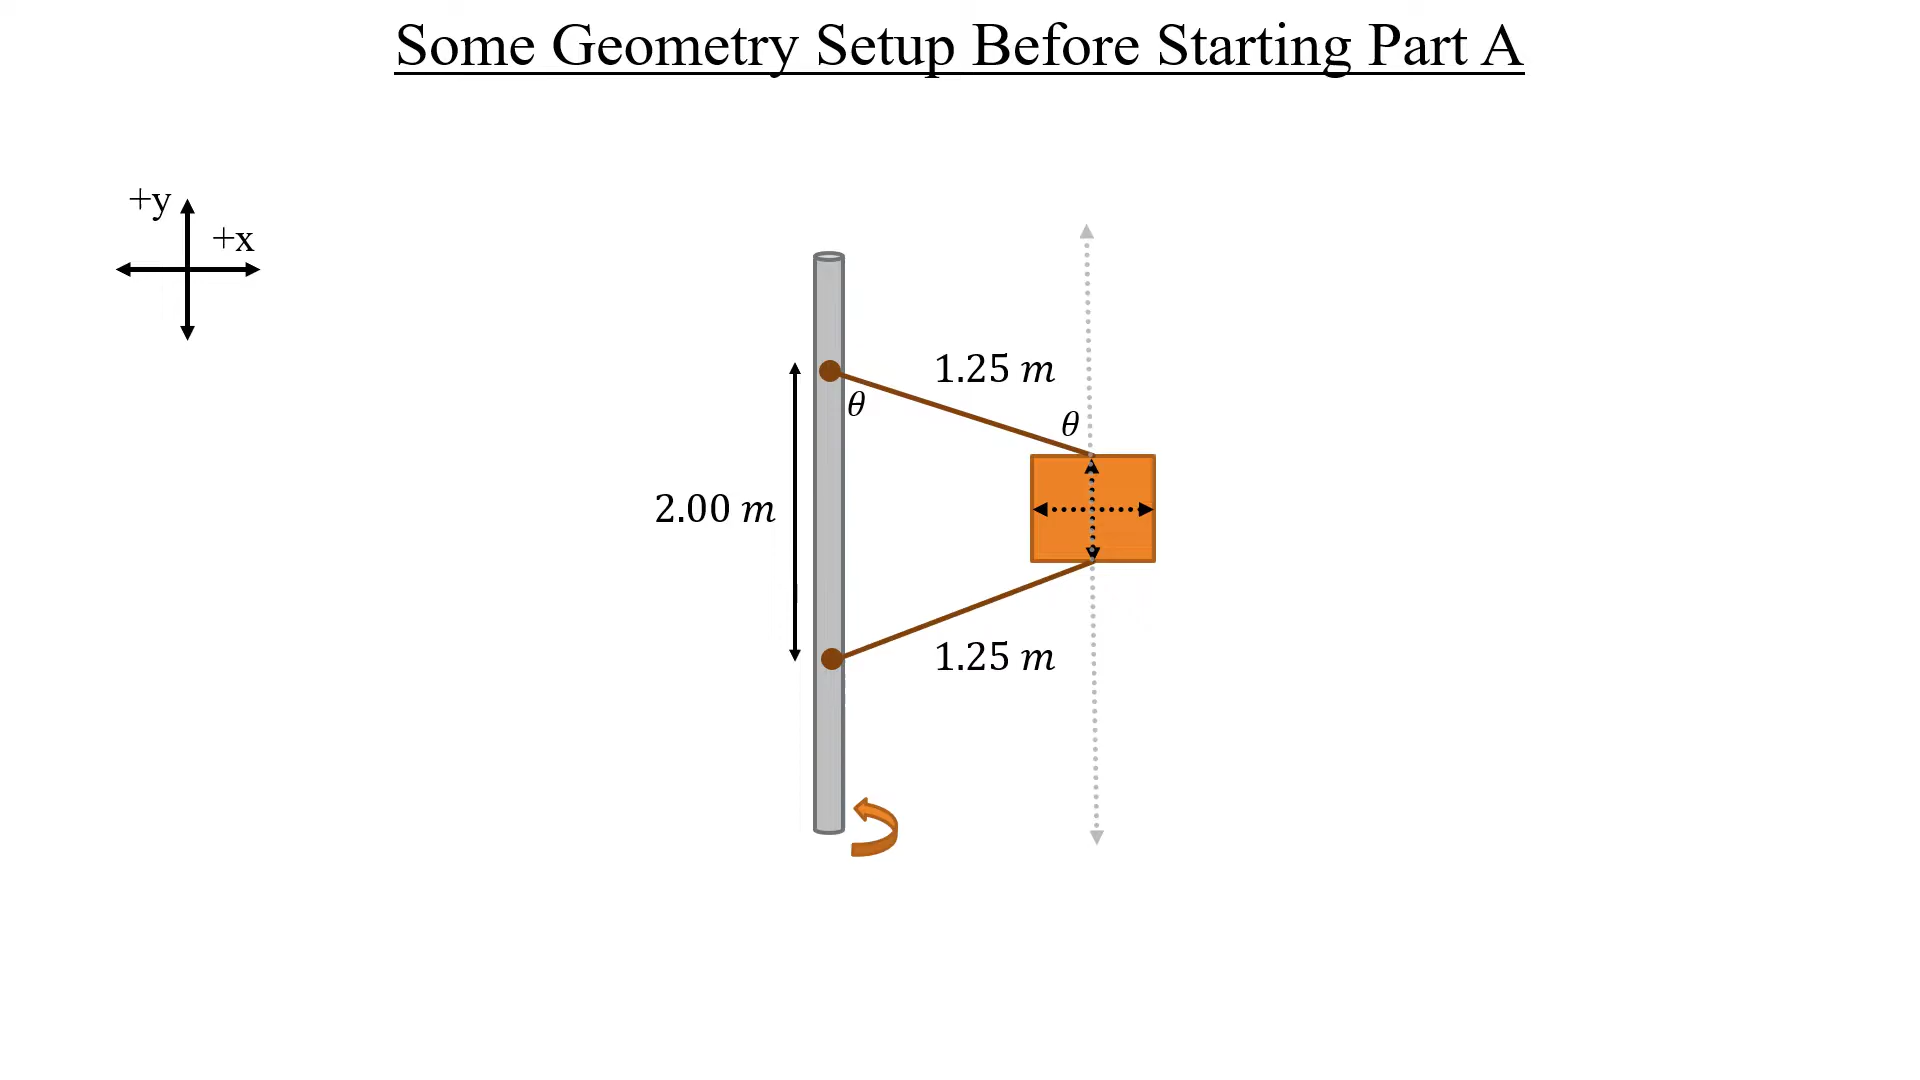 Some Geometry Setup Before Starting Part A
+y
+x
1.25 m
θ
θ
2.00 m
1.25 m